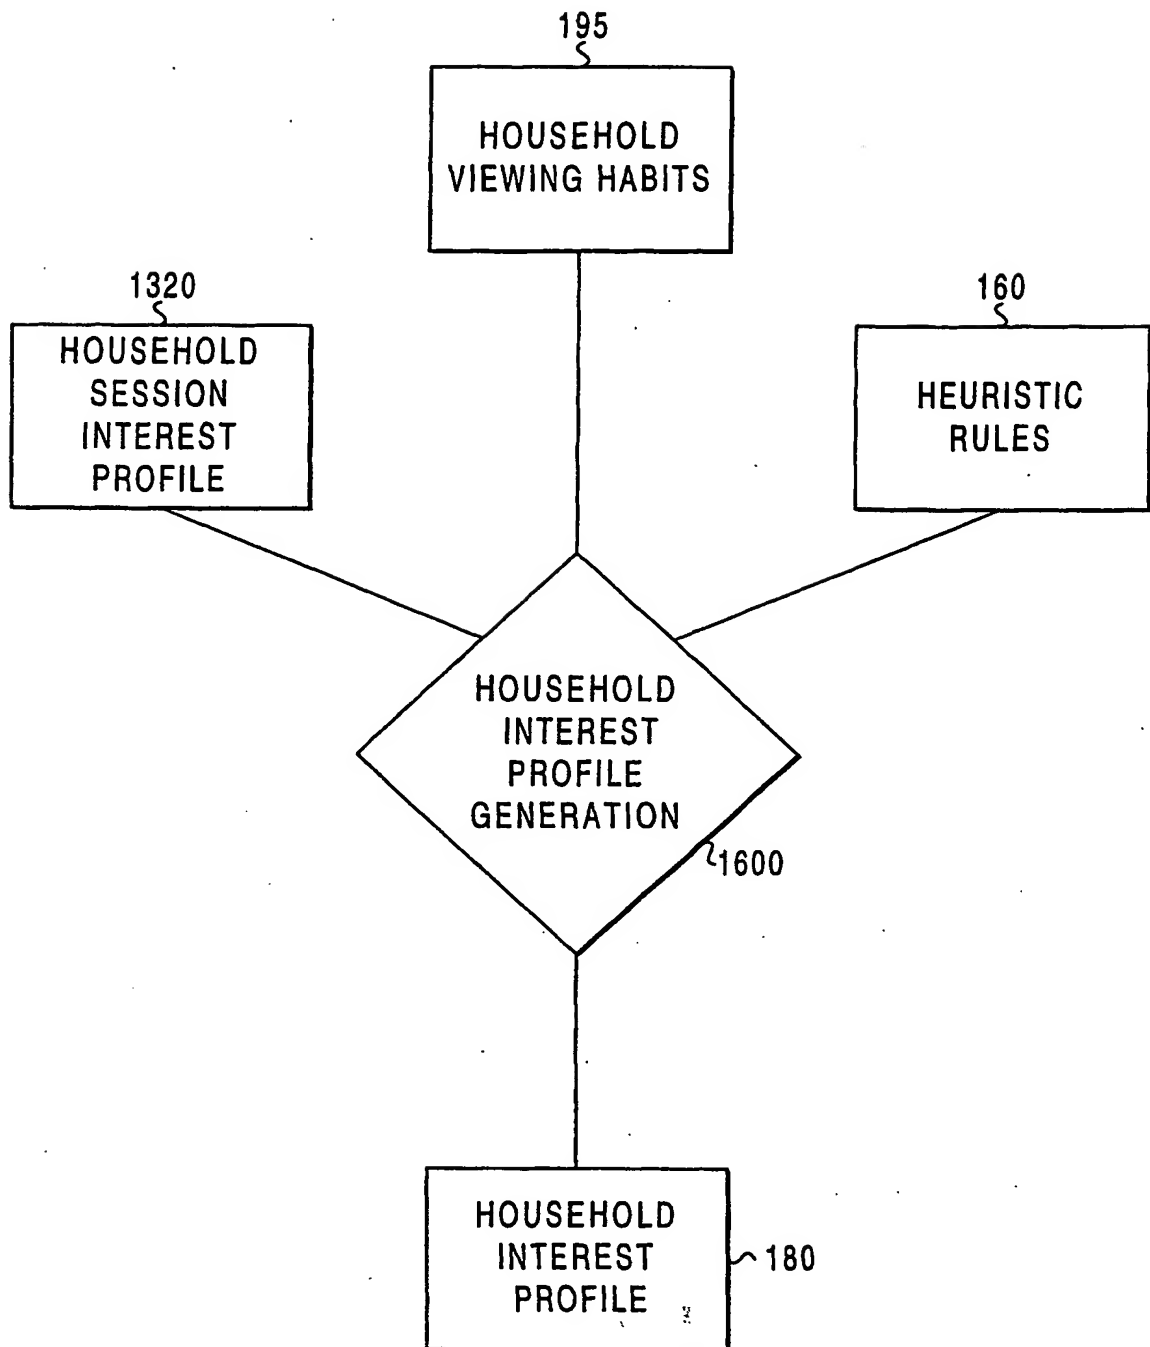 195
HOUSEHOLD
VIEWING HABITS
1320
HOUSEHOLD
SESSION
INTEREST
PROFILE
160
HEURISTIC
RULES
HOUSEHOLD
INTEREST
PROFILE
GENERATION
1600
HOUSEHOLD
INTEREST
PROFILE
180